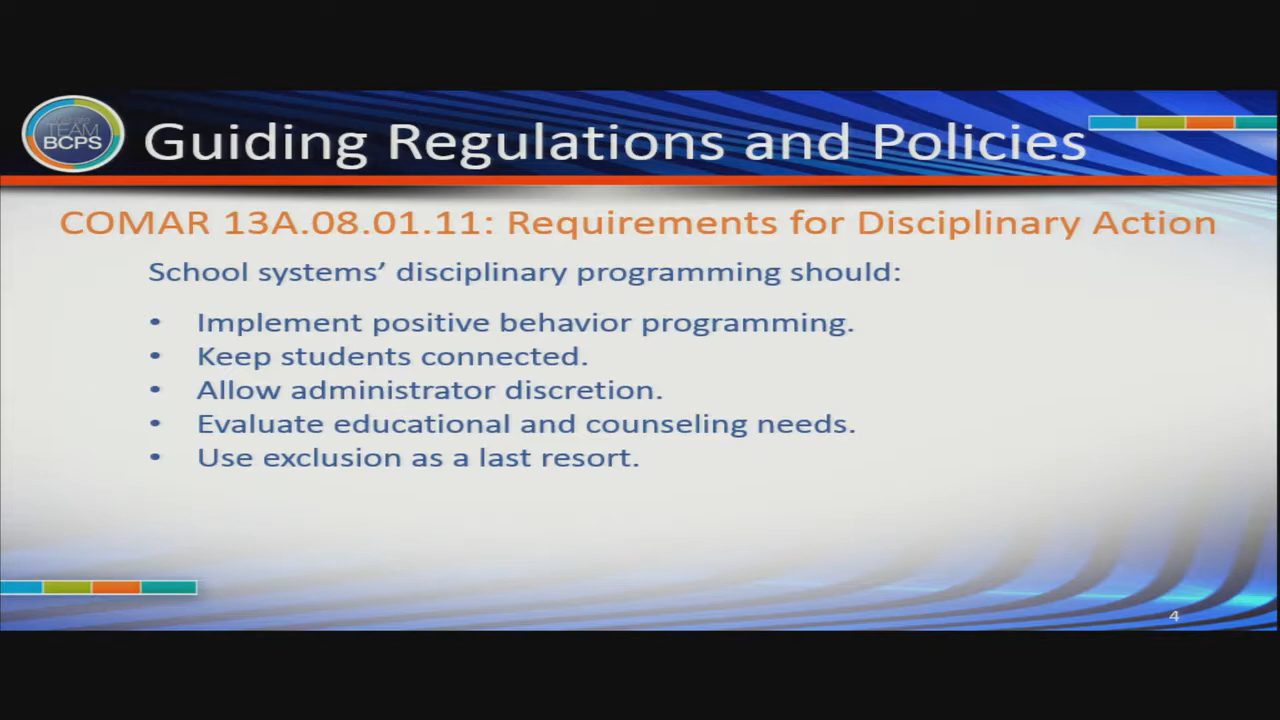 TEAM
BCPS
Guiding Regulations and Policies
COMAR 13A.08.01.11: Requirements for Disciplinary Action
School systems’ disciplinary programming should:
• Implement positive behavior programming.
• Keep students connected.
• Allow administrator discretion.
• Evaluate educational and counseling needs.
• Use exclusion as a last resort.
4